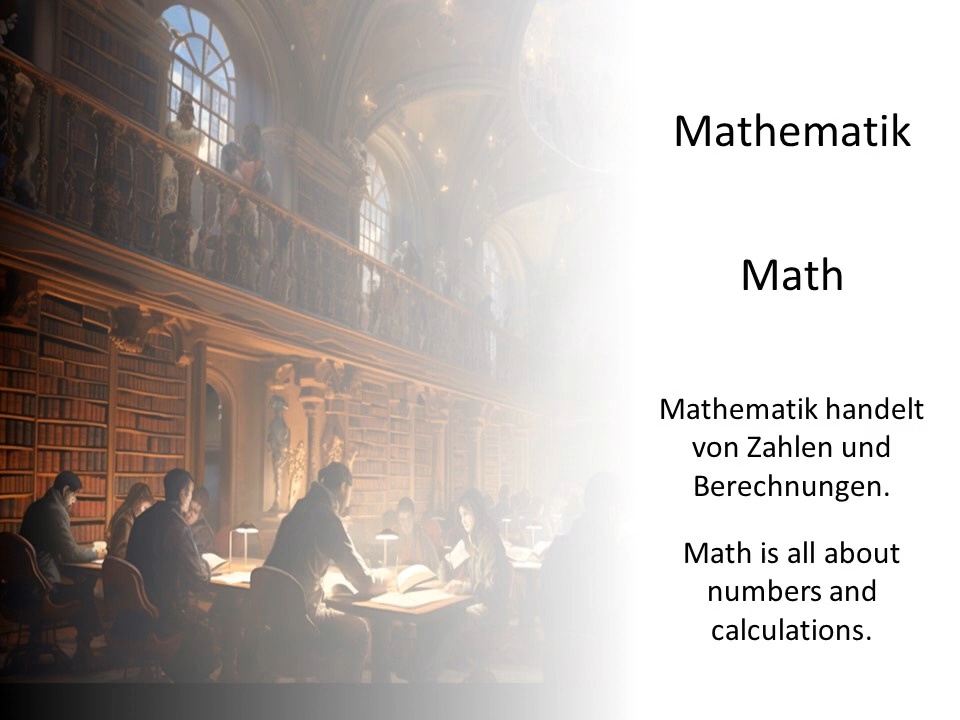 Mathematik
Math
Mathematik handelt
von Zahlen und
Berechnungen.
Math is all about
numbers and
calculations.